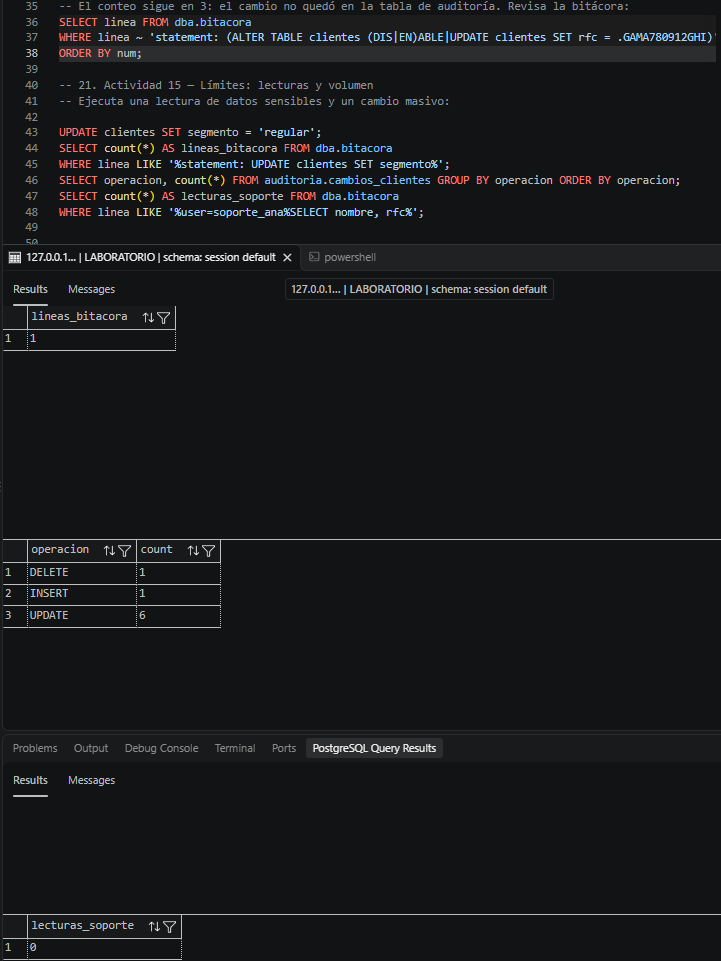 35 -- El conteo sigue en 3: el cambio no quedó en la tabla de auditoría. Revisa la bitácora:
36 SELECT linea FROM dba.bitacora
37 WHERE linea ~ 'statement: (ALTER TABLE clientes (DIS|EN)ABLE|UPDATE clientes SET rfc = .GAMA780912GHI)'
38 ORDER BY num;
39
40 -- 21. Actividad 15 — Límites: lecturas y volumen
41 -- Ejecuta una lectura de datos sensibles y un cambio masivo:
42
43 UPDATE clientes SET segmento = 'regular';
44 SELECT count(*) AS lineas_bitacora FROM dba.bitacora
45 WHERE linea LIKE '%statement: UPDATE clientes SET segmento%';
46 SELECT operacion, count(*) FROM auditoria.cambios_clientes GROUP BY operacion ORDER BY operacion;
47 SELECT count(*) AS lecturas_soporte FROM dba.bitacora
48 WHERE linea LIKE '%user=soporte_ana%SELECT nombre, rfc%';
49
50
127.0.0.1... | LABORATORIO | schema: session default powershell
Results Messages 127.0.0.1... | LABORATORIO | schema: session default
lineas_bitacora
1 1
operacion count
1 DELETE 1
2 INSERT 1
3 UPDATE 6
Problems Output Debug Console Terminal Ports PostgreSQL Query Results
Results Messages
lecturas_soporte
1 0